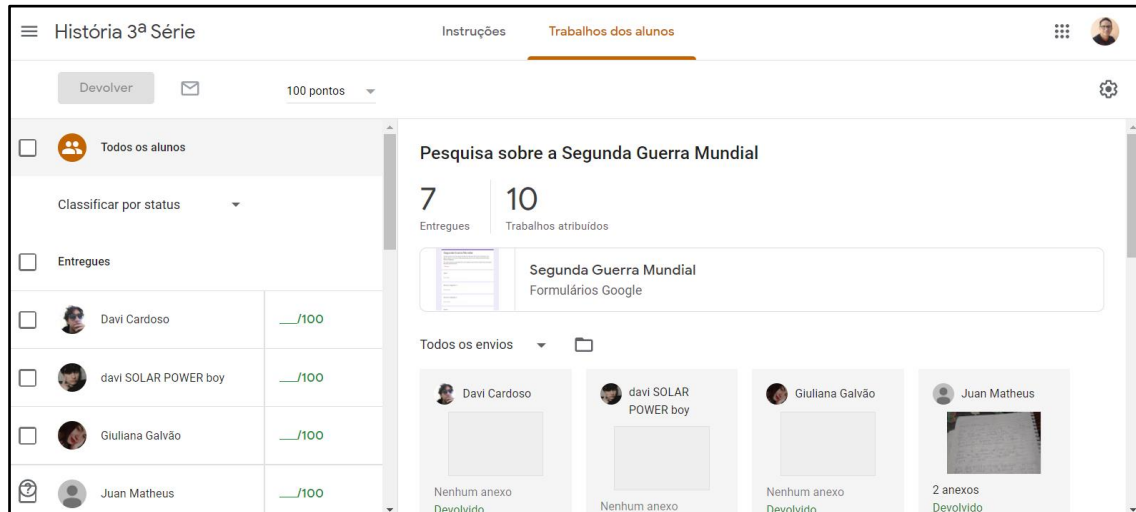 História 3ª Série
Instruções
Trabalhos dos alunos
Devolver
100 pontos
Todos os alunos
Classificar por status
Entregues
Davi Cardoso
__/100
davi SOLAR POWER boy
__/100
Giuliana Galvão
__/100
Juan Matheus
__/100
Pesquisa sobre a Segunda Guerra Mundial
7
Entregues
10
Trabalhos atribuídos
Segunda Guerra Mundial
Formulários Google
Todos os envios
Davi Cardoso
Nenhum anexo
Devolvido
davi SOLAR
POWER boy
Nenhum anexo
Giuliana Galvão
Nenhum anexo
Devolvido
Juan Matheus
2 anexos
Devolvido